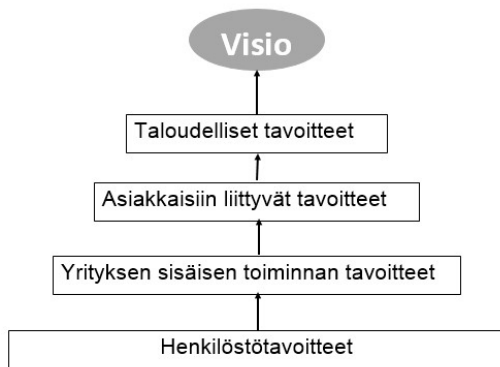 Visio
Taloudelliset tavoitteet
Asiakkaisiin liittyvät tavoitteet
Yrityksen sisäisen toiminnan tavoitteet
Henkilöstötavoitteet